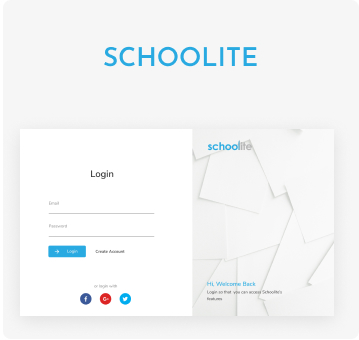 SCHOOLITE
schoolite
Login
Email
Password
Login
Create Account
or login with
Hi, Welcome Back
Login so that you can access Schoolite's
features